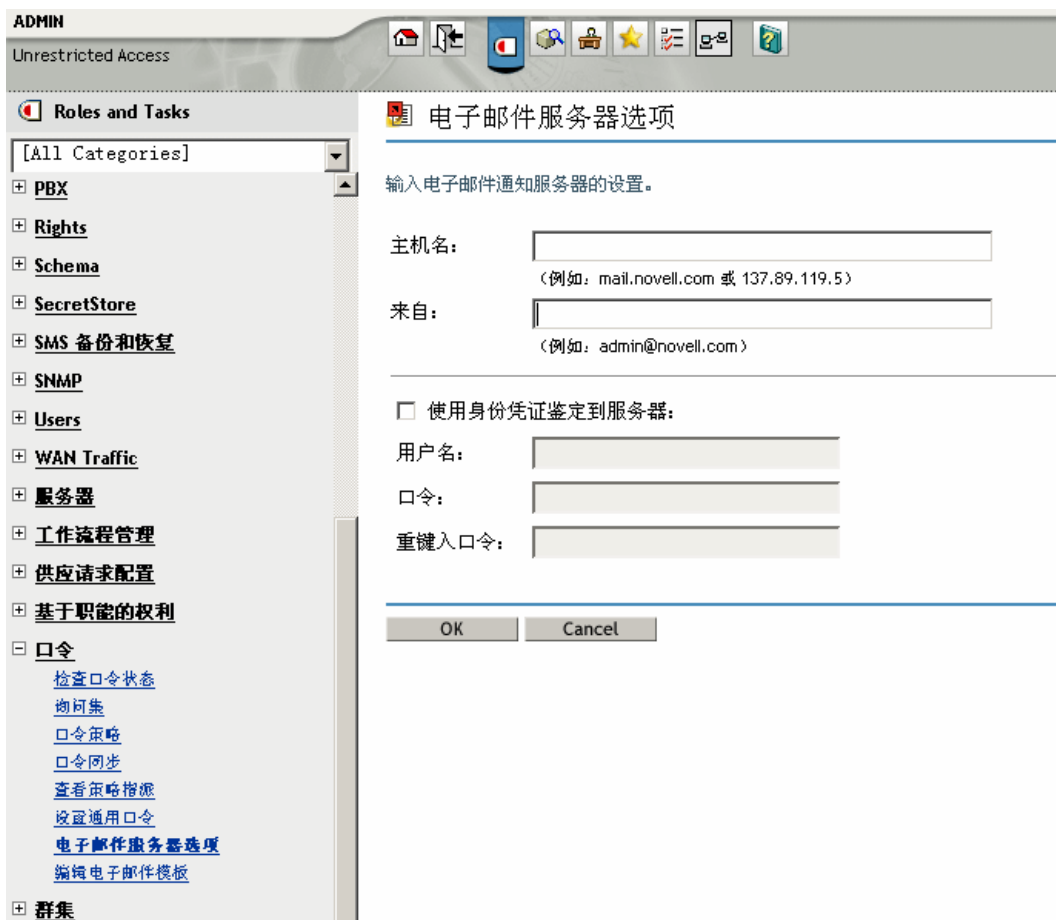 ADMIN
Unrestricted Access
Roles and Tasks
[All Categories]
PBX
Rights
Schema
SecretStore
SMS 备份和恢复
SNMP
Users
WAN Traffic
服务器
工作流程管理
供应请求配置
基于职能的权利
口令
检查口令状态
询问集
口令策略
口令同步
查看策略指派
设置通用口令
电子邮件服务器选项
编辑电子邮件模板
群集
电子邮件服务器选项
输入电子邮件通知服务器的设置。
主机名：
（例如：mail.novell.com 或 137.89.119.5）
来自：
（例如：admin@novell.com）
使用身份凭证鉴定到服务器：
用户名：
口令：
重键入口令：
OK Cancel